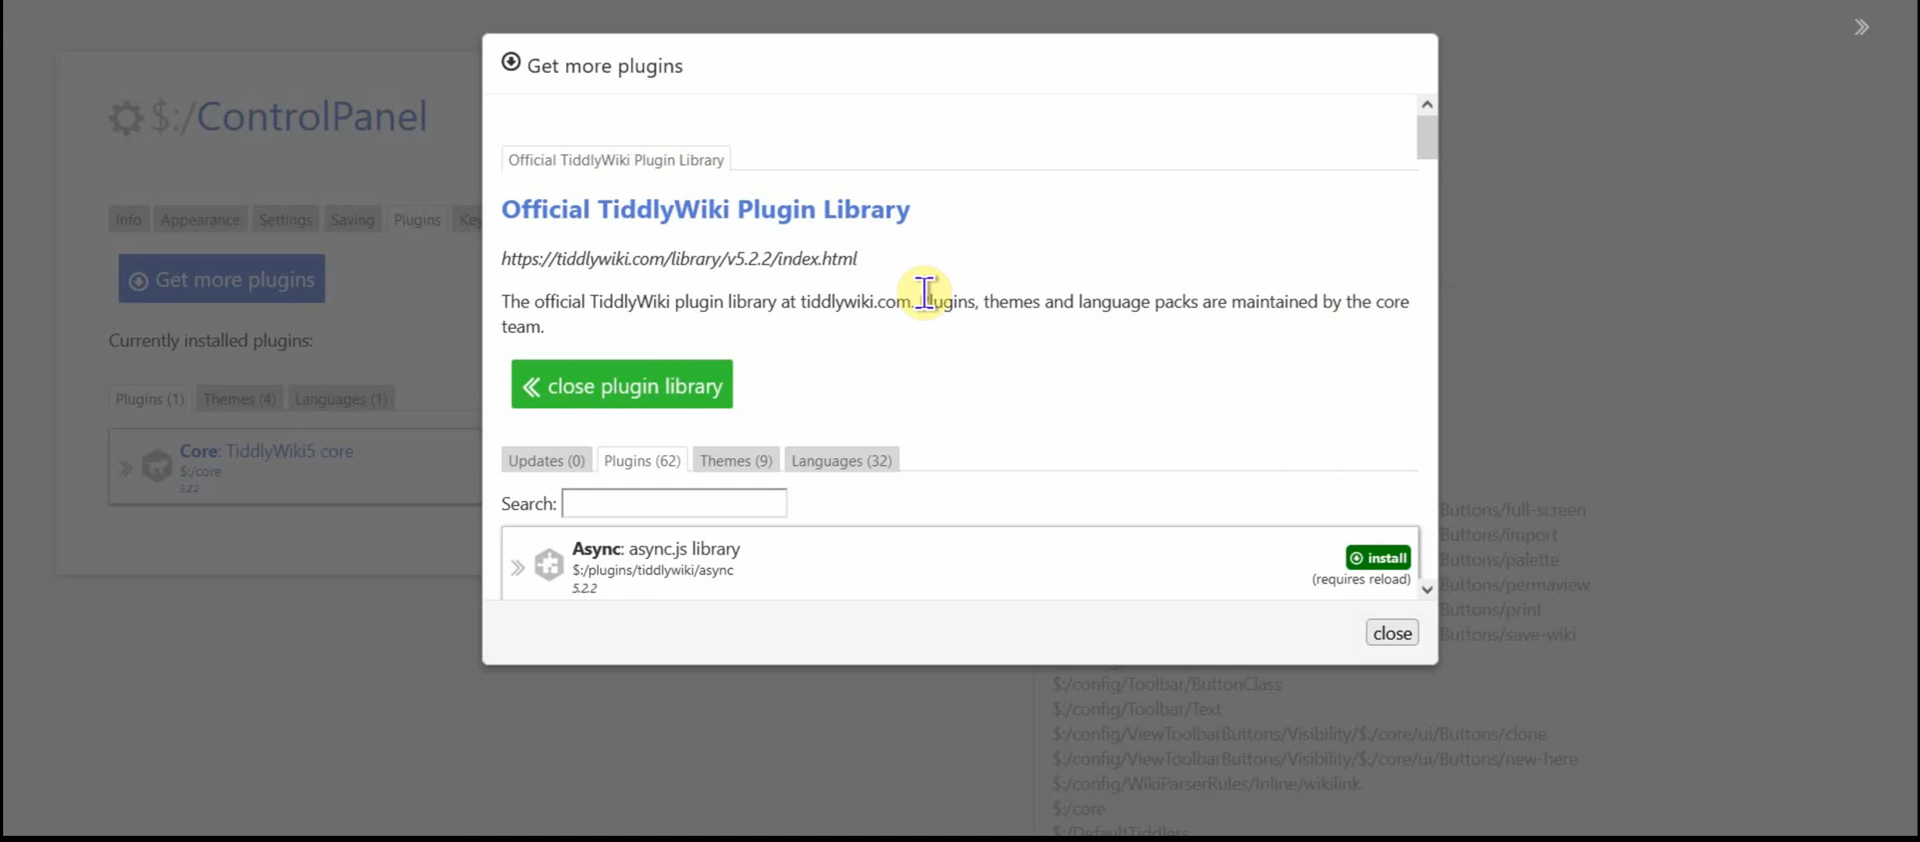 Get more plugins
$:/ControlPanel
Official TiddlyWiki Plugin Library
Official TiddlyWiki Plugin Library
Info Appearance Settings Saving Plugins
https://tiddlywiki.com/library/v5.2.2/index.html
Get more plugins
The official TiddlyWiki plugin library at tiddlywiki.com. Plugins, themes and language packs are maintained by the core
team.
Currently installed plugins:
close plugin library
Plugins (1) Themes (4) Languages (1)
Updates (0) Plugins (62) Themes (9) Languages (32)
Core: TiddlyWiki5 core
$:/core
5.2.2
Search:
Async: async.js library
$:/plugins/tiddlywiki/async
5.2.2
install
(requires reload)
close
Buttons/full-screen
Buttons/import
Buttons/palette
Buttons/permaview
Buttons/print
Buttons/save-wiki
$:/config/Toolbar/ButtonClass
$:/config/Toolbar/Text
$:/config/ViewToolbarButtons/Visibility/$:/core/ui/Buttons/clone
$:/config/ViewToolbarButtons/Visibility/$:/core/ui/Buttons/new-here
$:/config/WikiParserRules/Inline/wikilink
$:/core
$:/DefaultTiddlers